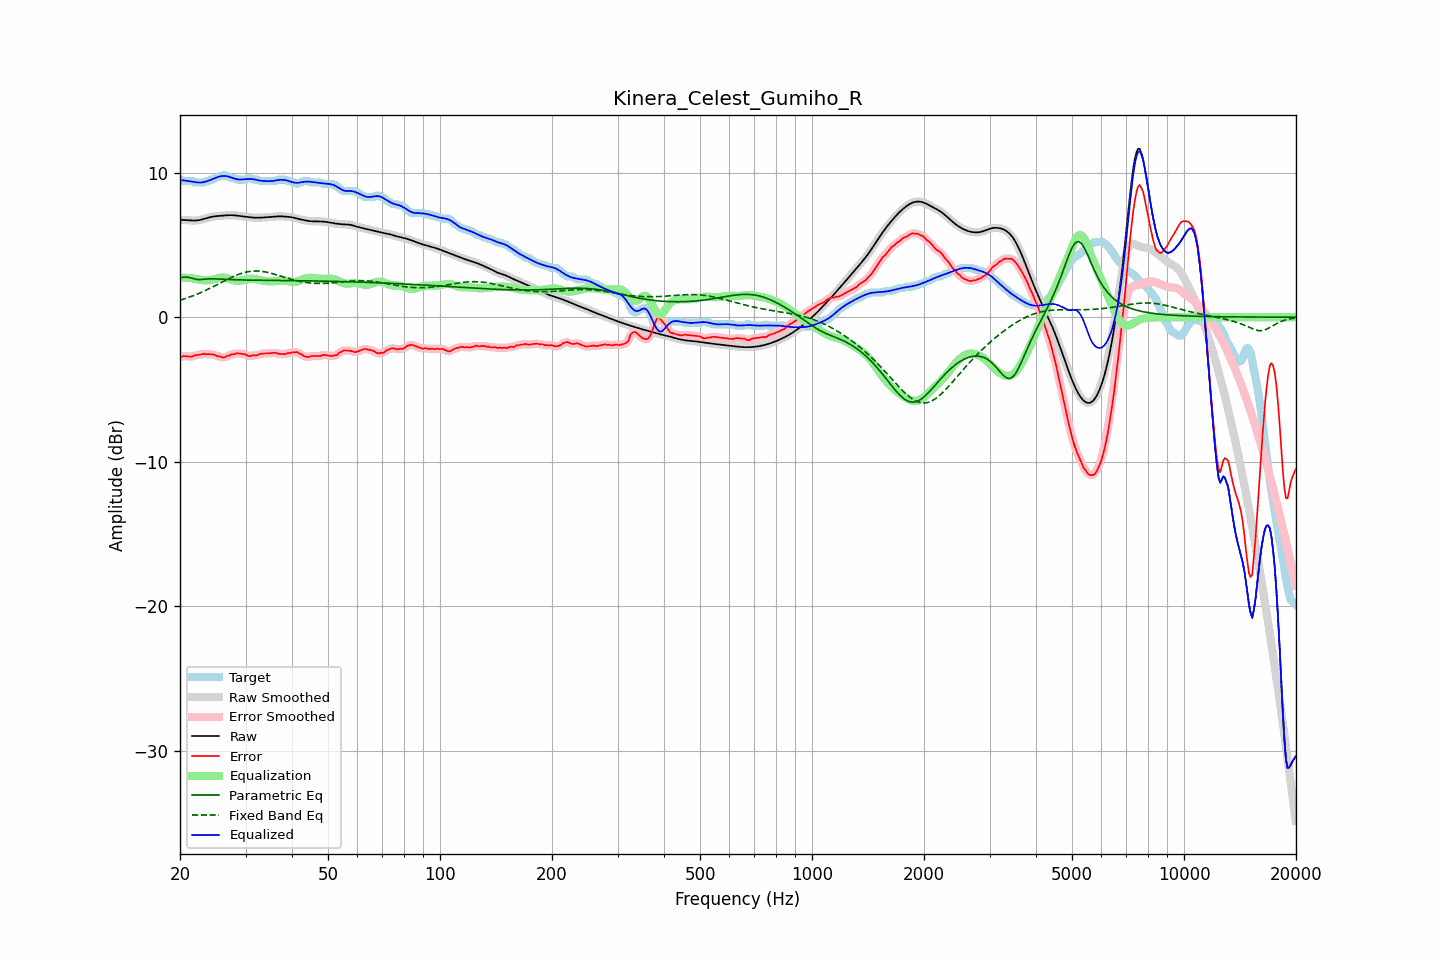 Kinera_Celest_Gumiho_R
Amplitude (dBr)
10
0
−10
−20
−30
Target
Raw Smoothed
Error Smoothed
Raw
Error
Equalization
Parametric Eq
Fixed Band Eq
Equalized
20 50 100 200 500 1000 2000 5000 10000 20000
Frequency (Hz)